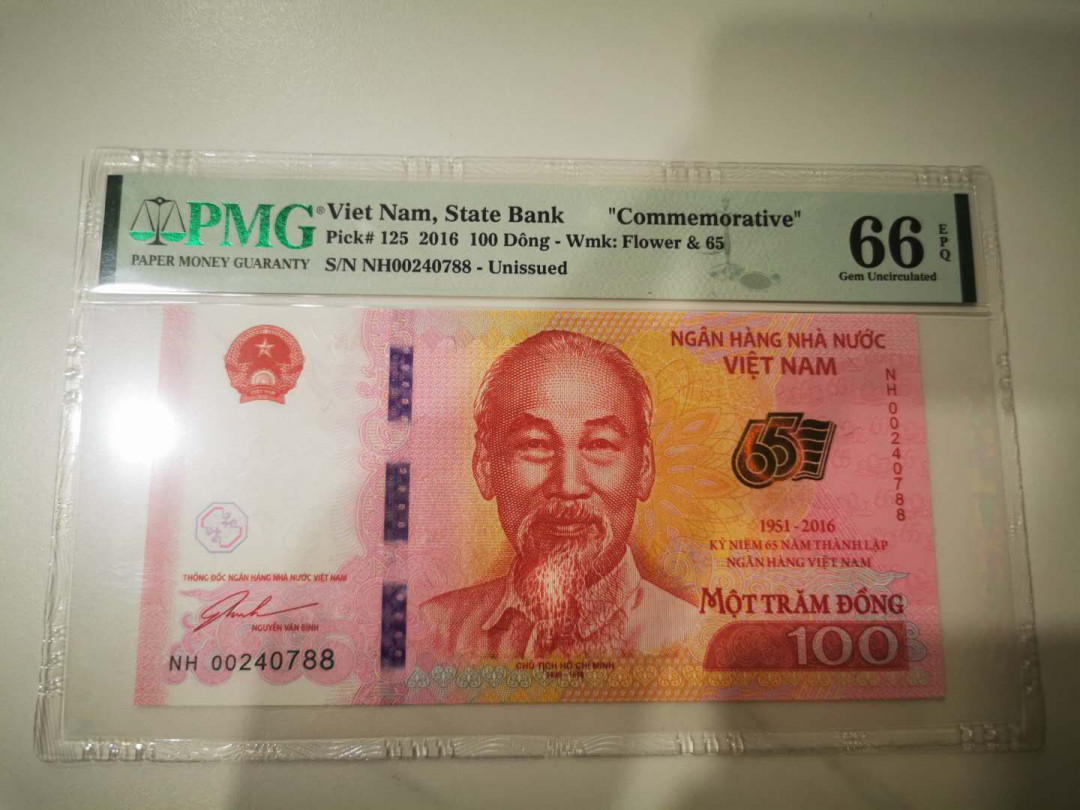 PMG®
PAPER MONEY GUARANTY
Viet Nam, State Bank "Commemorative"
Pick# 125 2016 100 Dông - Wmk: Flower & 65
S/N NH00240788 - Unissued
66
EPQ
Gem Uncirculated
NGÂN HÀNG NHÀ NƯỚC
VIỆT NAM
NH 00240788
65
1951 - 2016
KỶ NIỆM 65 NĂM THÀNH LẬP
NGÂN HÀNG VIỆT NAM
THỐNG ĐỐC NGÂN HÀNG NHÀ NƯỚC VIỆT NAM
NGUYỄN VĂN BÌNH
NH 00240788
MỘT TRĂM ĐỒNG
100
CHỦ TỊCH HỒ CHÍ MINH